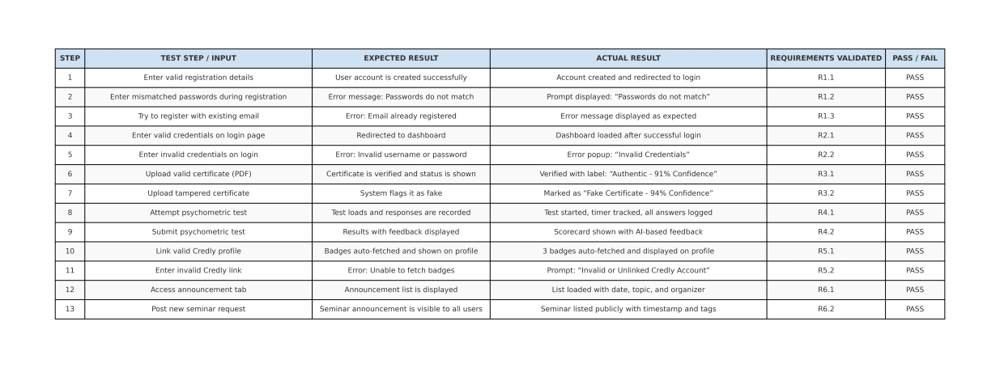 STEP TEST STEP / INPUT EXPECTED RESULT ACTUAL RESULT REQUIREMENTS VALIDATED PASS / FAIL
1 Enter valid registration details User account is created successfully Account created and redirected to login R1.1 PASS
2 Enter mismatched passwords during registration Error message: Passwords do not match Prompt displayed: “Passwords do not match” R1.2 PASS
3 Try to register with existing email Error: Email already registered Error message displayed as expected R1.3 PASS
4 Enter valid credentials on login page Redirected to dashboard Dashboard loaded after successful login R2.1 PASS
5 Enter invalid credentials on login Error: Invalid username or password Error popup: “Invalid Credentials” R2.2 PASS
6 Upload valid certificate (PDF) Certificate is verified and status is shown Verified with label: “Authentic - 91% Confidence” R3.1 PASS
7 Upload tampered certificate System flags it as fake Marked as “Fake Certificate - 94% Confidence” R3.2 PASS
8 Attempt psychometric test Test loads and responses are recorded Test started, timer tracked, all answers logged R4.1 PASS
9 Submit psychometric test Results with feedback displayed Scorecard shown with AI-based feedback R4.2 PASS
10 Link valid Credly profile Badges auto-fetched and shown on profile 3 badges auto-fetched and displayed on profile R5.1 PASS
11 Enter invalid Credly link Error: Unable to fetch badges Prompt: “Invalid or Unlinked Credly Account” R5.2 PASS
12 Access announcement tab Announcement list is displayed List loaded with date, topic, and organizer R6.1 PASS
13 Post new seminar request Seminar announcement is visible to all users Seminar listed publicly with timestamp and tags R6.2 PASS